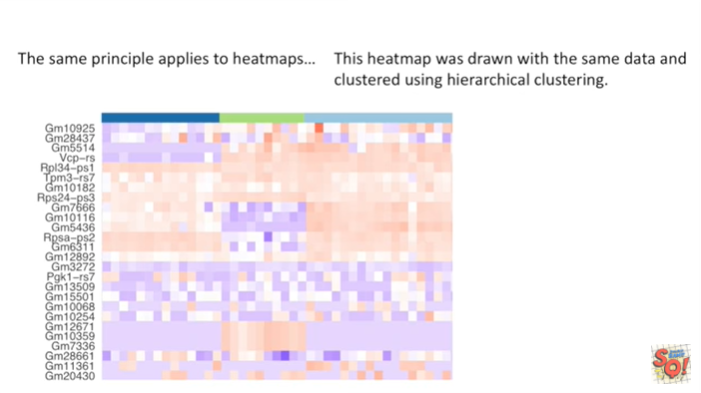 The same principle applies to heatmaps...
This heatmap was drawn with the same data and
clustered using hierarchical clustering.
Gm10925
Gm28437
Gm5514
Vcp-rs
Rpl34-ps1
Tpm3-rs7
Gm10182
Rps24-ps3
Gm7666
Gm10116
Gm5436
Rpsa-ps2
Gm6311
Gm12892
Gm3272
Pgk1-rs7
Gm13509
Gm15501
Gm10068
Gm10254
Gm12671
Gm10359
Gm7336
Gm28661
Gm11361
Gm20430
SQ!